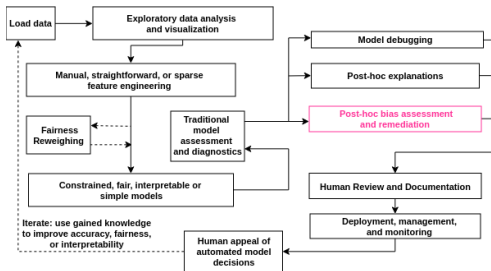 Load data
Exploratory data analysis
and visualization
Manual, straightforward, or sparse
feature engineering
Fairness
Reweighing
Constrained, fair, interpretable or
simple models
Traditional
model
assessment
and diagnostics
Model debugging
Post-hoc explanations
Post-hoc bias assessment
and remediation
Human Review and Documentation
Deployment, management,
and monitoring
Human appeal of
automated model
decisions
Iterate: use gained knowledge
to improve accuracy, fairness,
or interpretability